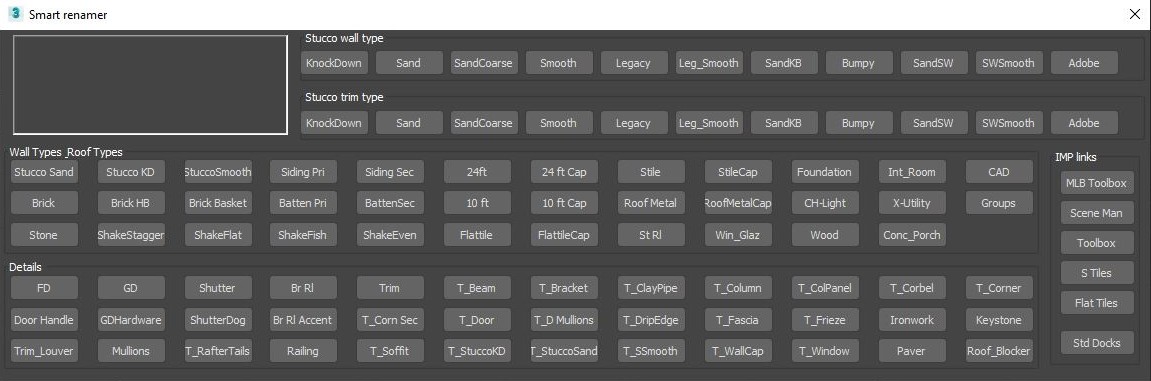 Smart renamer
Stucco wall type
KnockDown Sand SandCoarse Smooth Legacy Leg_Smooth SandKB Bumpy SandSW SWSmooth Adobe
Stucco trim type
KnockDown Sand SandCoarse Smooth Legacy Leg_Smooth SandKB Bumpy SandSW SWSmooth Adobe
Wall Types_Roof Types
Stucco Sand Stucco KD StuccoSmooth Siding Pri Siding Sec 24ft 24 ft Cap Stile StileCap Foundation Int_Room CAD
Brick Brick HB Brick Basket Batten Pri BattenSec 10 ft 10 ft Cap Roof Metal RoofMetalCap CH-Light X-Utility Groups
Stone ShakeStagger ShakeFlat ShakeFish ShakeEven Flattile FlattileCap St Rl Win_Glaz Wood Conc_Porch
Details
FD GD Shutter Br Rl Trim T_Beam T_Bracket T_ClayPipe T_Column T_ColPanel T_Corbel T_Corner
Door Handle GDHardware ShutterDog Br Rl Accent T_Corn Sec T_Door T_D Mullions T_DripEdge T_Fascia T_Frieze Ironwork Keystone
Trim_Louver Mullions T_RafterTails Railing T_Soffit T_StuccoKD T_StuccoSand T_SSmooth T_WallCap T_Window Paver Roof_Blocker
IMP links
MLB Toolbox
Scene Man
Toolbox
S Tiles
Flat Tiles
Std Docks